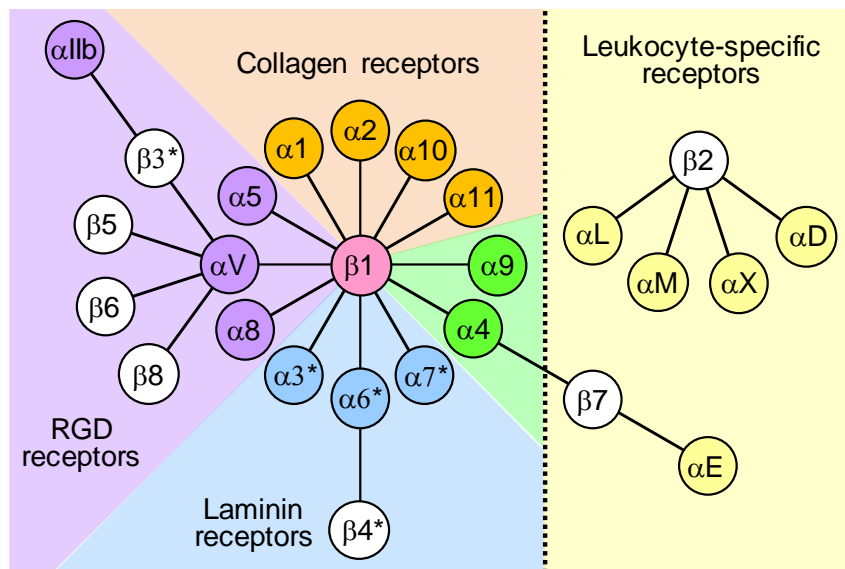 αIIb
Collagen receptors
Leukocyte-specific
receptors
α2
α1
α10
β3*
β2
α5
α11
β5
αL
αD
αV
β1
α9
αM
αX
β6
α8
α4
β8
α3*
α6*
α7*
β7
RGD
receptors
αE
Laminin
receptors
β4*